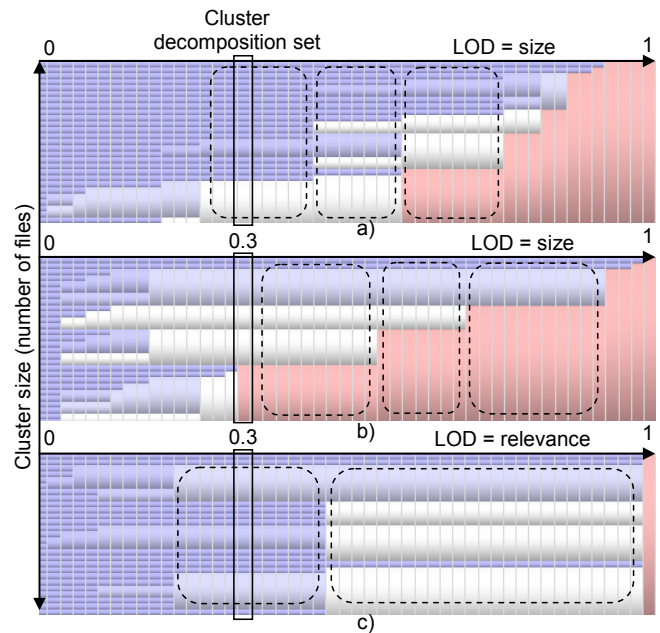 Cluster
decomposition set
0
LOD = size
1
a)
0
0.3
LOD = size
1
b)
0
0.3
LOD = relevance
1
c)
Cluster size (number of files)